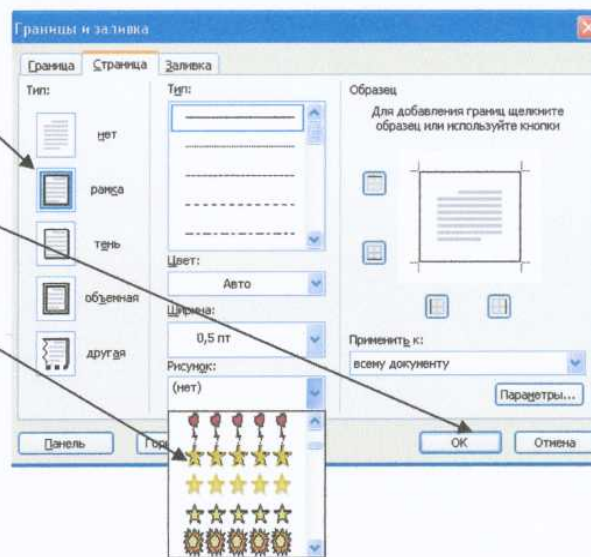 Границы и заливка
Граница Страница Заливка
Тип:
нет
рамка
тень
объемная
другая
Тип:
Цвет:
Авто
Ширина:
0,5 пт
Рисунок:
(нет)
Образец
Для добавления границ щелкните
образец или используйте кнопки
Применить к:
всему документу
Параметры...
Панель
ОК
Отмена